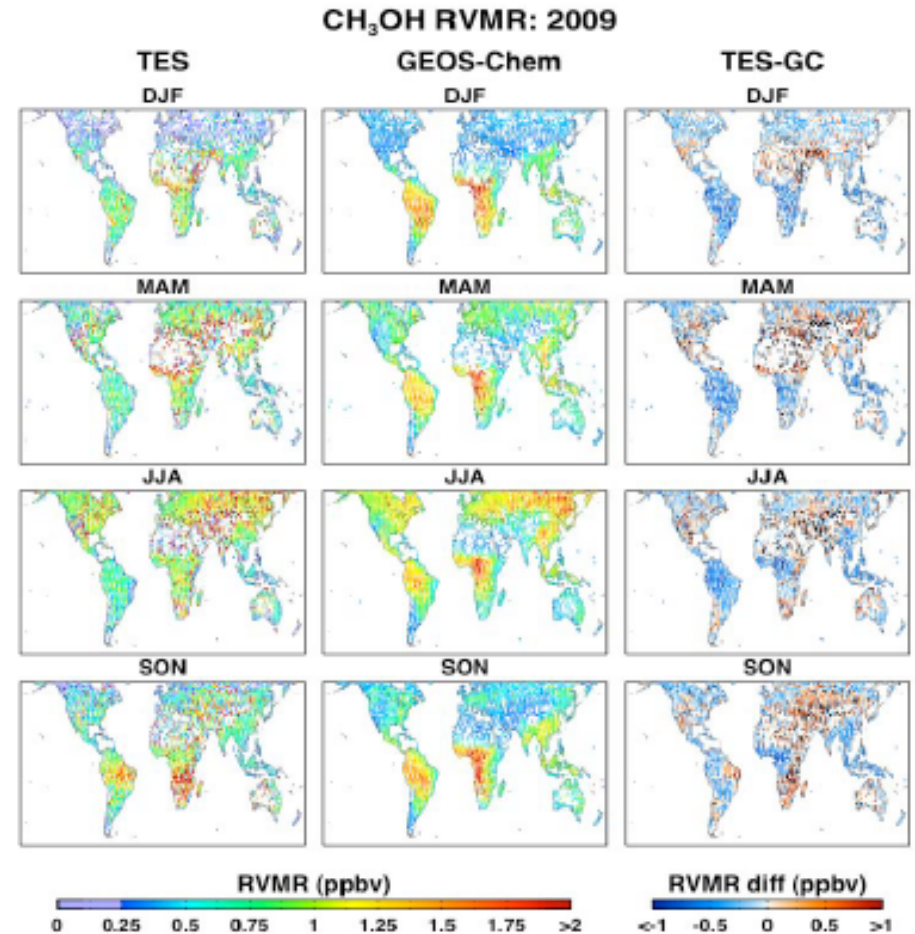 CH₃OH RVMR: 2009
TES GEOS-Chem TES-GC
DJF DJF DJF
MAM MAM MAM
JJA JJA JJA
SON SON SON
RVMR (ppbv) RVMR diff (ppbv)
0 0.25 0.5 0.75 1 1.25 1.5 1.75 >2 <-1 -0.5 0 0.5 >1